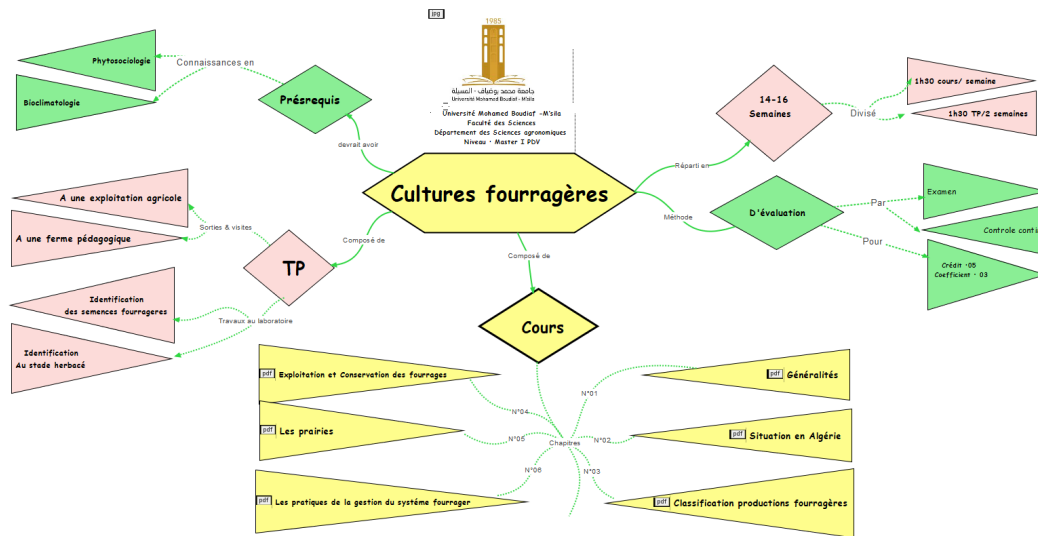 jpg
1985
جامعة محمد بوضياف - المسيلة
Université Mohamed Boudiaf - M'sila
Université Mohamed Boudiaf -M'sila
Faculté des Sciences
Département des Sciences agronomiques
Niveau · Master I PDV
Cultures fourragères
devrait avoir
Présrequis
Connaissances en
Phytosociologie
Bioclimatologie
Réparti en
14-16
Semaines
Divisé
1h30 cours/ semaine
1h30 TP/2 semaines
Méthode
D'évaluation
Par
Examen
Controle conti
Pour
Crédit ·05
Coefficient · 03
Composé de
TP
Sorties & visites
A une exploitation agricole
A une ferme pédagogique
Travaux au laboratoire
Identification
des semences fourrageres
Identification
Au stade herbacé
Composé de
Cours
Chapitres
N°01
pdf Généralités
N°02
pdf Situation en Algérie
N°03
pdf Classification productions fourragères
N°04
pdf Exploitation et Conservation des fourrages
N°05
pdf Les prairies
N°06
pdf Les pratiques de la gestion du systéme fourrager